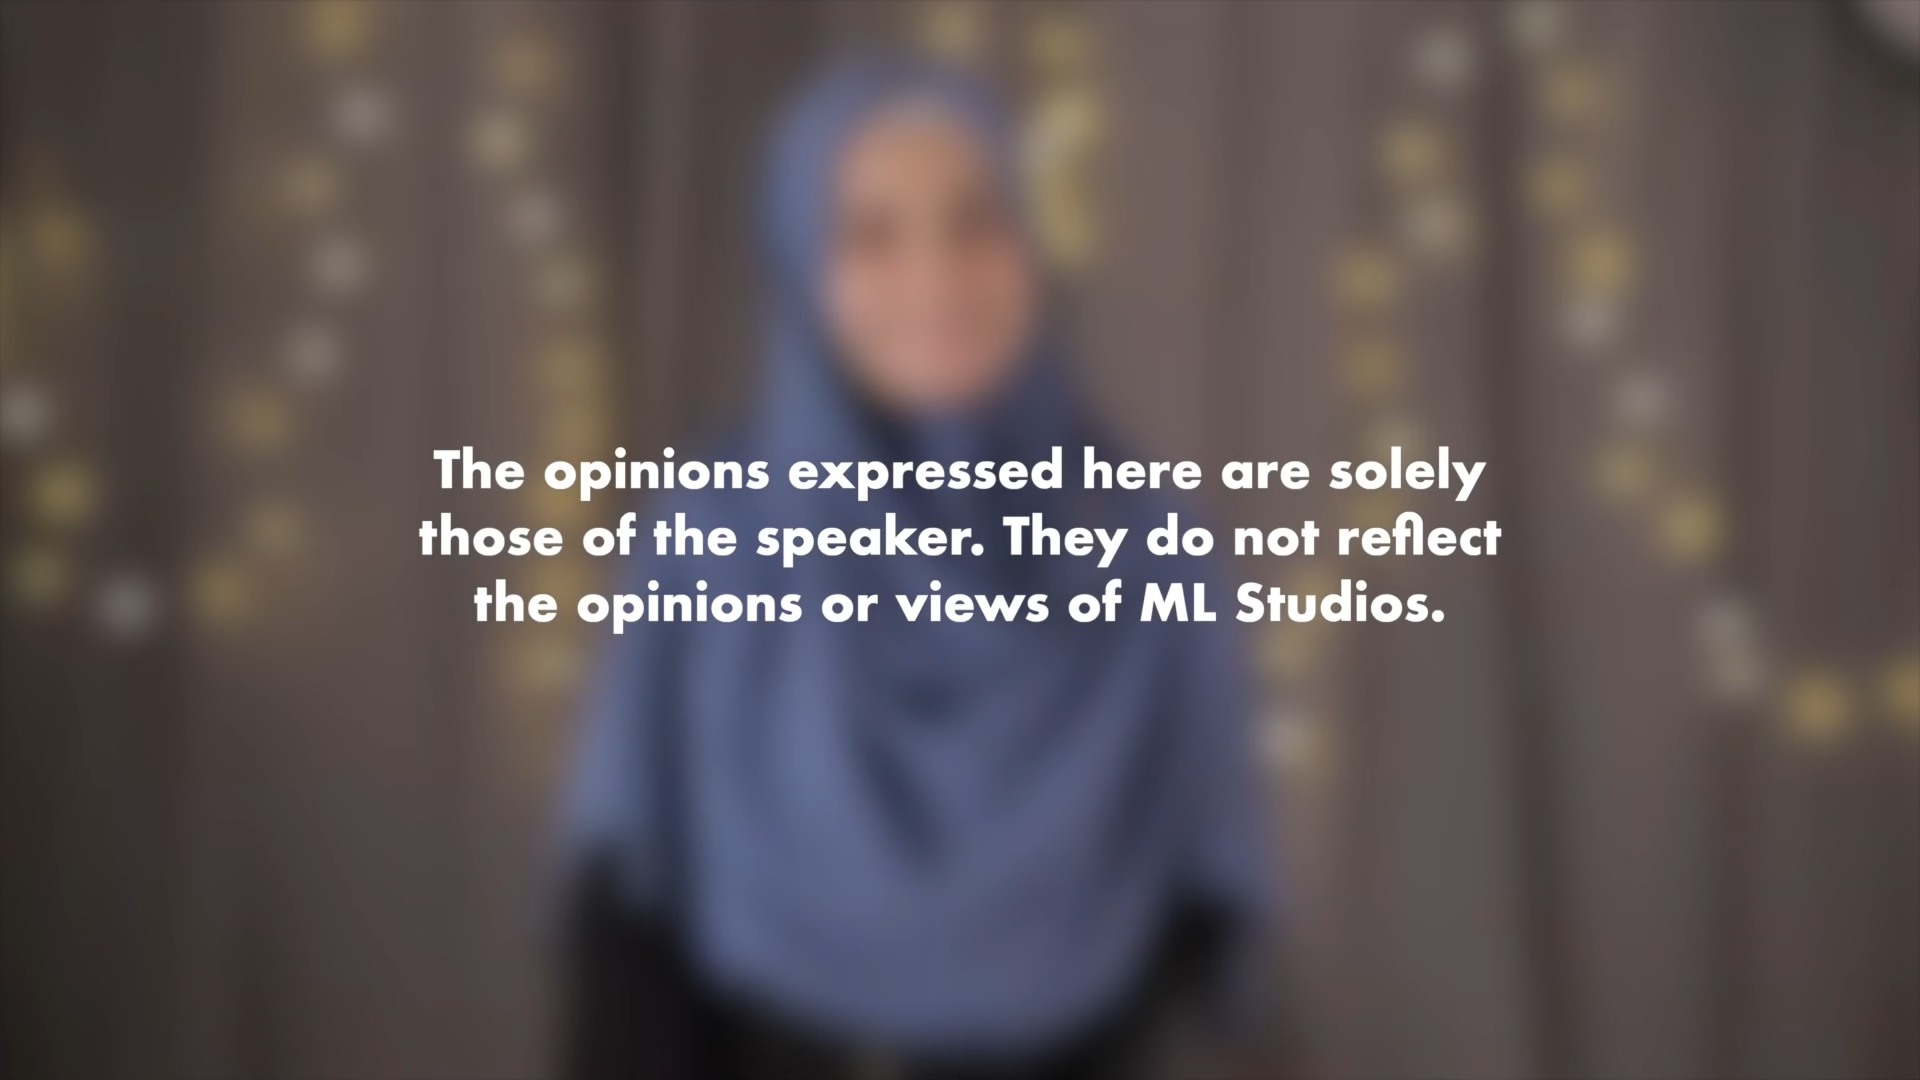 The opinions expressed here are solely
those of the speaker. They do not reflect
the opinions or views of ML Studios.